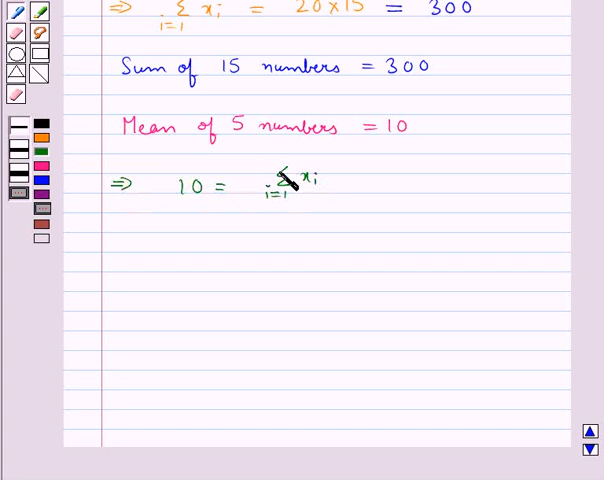 ⇒ Σ xᵢ = 20 × 15 = 300
i=1
Sum of 15 numbers = 300
Mean of 5 numbers = 10
⇒ 10 = Σ xᵢ
i=1